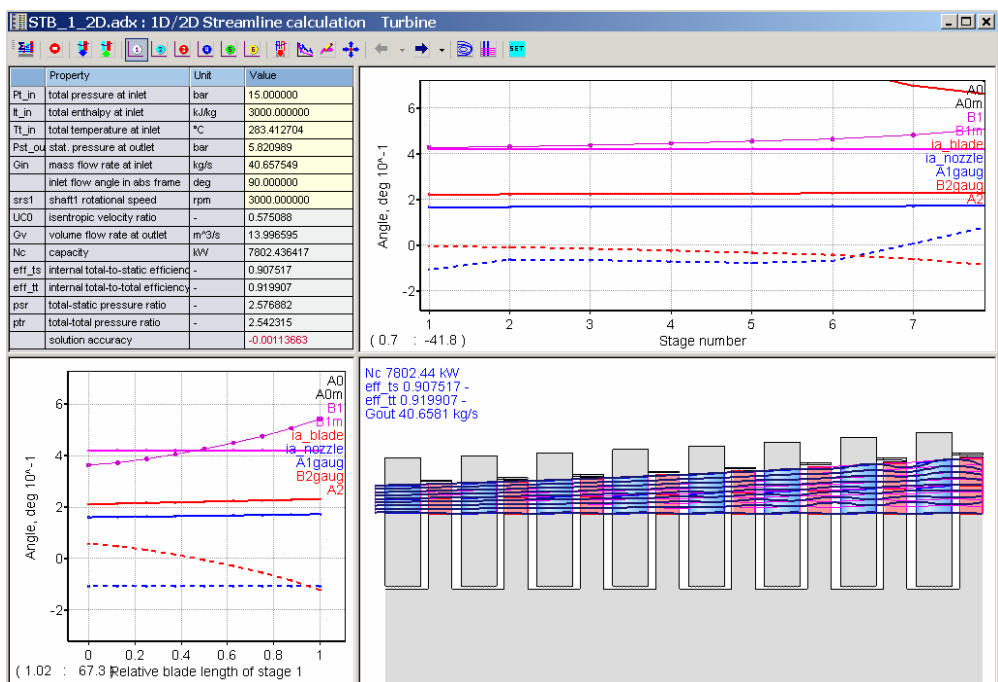 STB_1_2D.adx : 1D/2D Streamline calculation Turbine
1 2 3 4 5 6 SET
Property Unit Value
Pt_in total pressure at inlet bar 15.000000
It_in total enthalpy at inlet kJ/kg 3000.000000
Tt_in total temperature at inlet °C 283.412704
Pst_ou stat. pressure at outlet bar 5.820989
Gin mass flow rate at inlet kg/s 40.657549
inlet flow angle in abs frame deg 90.000000
srs1 shaft1 rotational speed rpm 3000.000000
UC0 isentropic velocity ratio - 0.575088
Gv volume flow rate at outlet m^3/s 13.996595
Nc capacity kW 7802.436417
eff_ts internal total-to-static efficienc - 0.907517
eff_tt internal total-to-total efficiency - 0.919907
psr total-static pressure ratio - 2.576882
ptr total-total pressure ratio - 2.542315
solution accuracy -0.00113663
Angle, deg 10^-1
6
4
2
0
-2
1 2 3 4 5 6 7
( 0.7 : -41.8 ) Stage number
A0
A0m
B1
B1m
ia_blade
ia_nozzle
A1gaug
B2gaug
A2
Angle, deg 10^-1
6
4
2
0
-2
0 0.2 0.4 0.6 0.8 1
( 1.02 : 67.3 ) Relative blade length of stage 1
A0
A0m
B1
B1m
ia_blade
ia_nozzle
A1gaug
B2gaug
A2
Nc 7802.44 kW
eff_ts 0.907517 -
eff_tt 0.919907 -
Gout 40.6581 kg/s